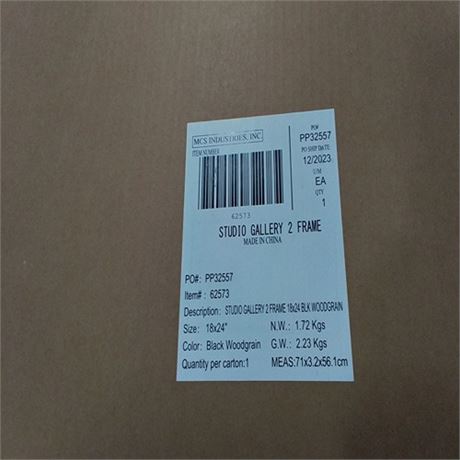 MCS INDUSTRIES, INC.
ITEM NUMBER
62573
STUDIO GALLERY 2 FRAME
MADE IN CHINA
PO#
PP32557
PO SHIP DATE:
12/2023
U/M
EA
QTY
1
PO#: PP32557
Item# : 62573
Description: STUDIO GALLERY 2 FRAME 18x24 BLK WOODGRAIN
Size: 18x24" N.W.: 1.72 Kgs
Color: Black Woodgrain G.W.: 2.23 Kgs
Quantity per carton:1 MEAS:71x3.2x56.1cm